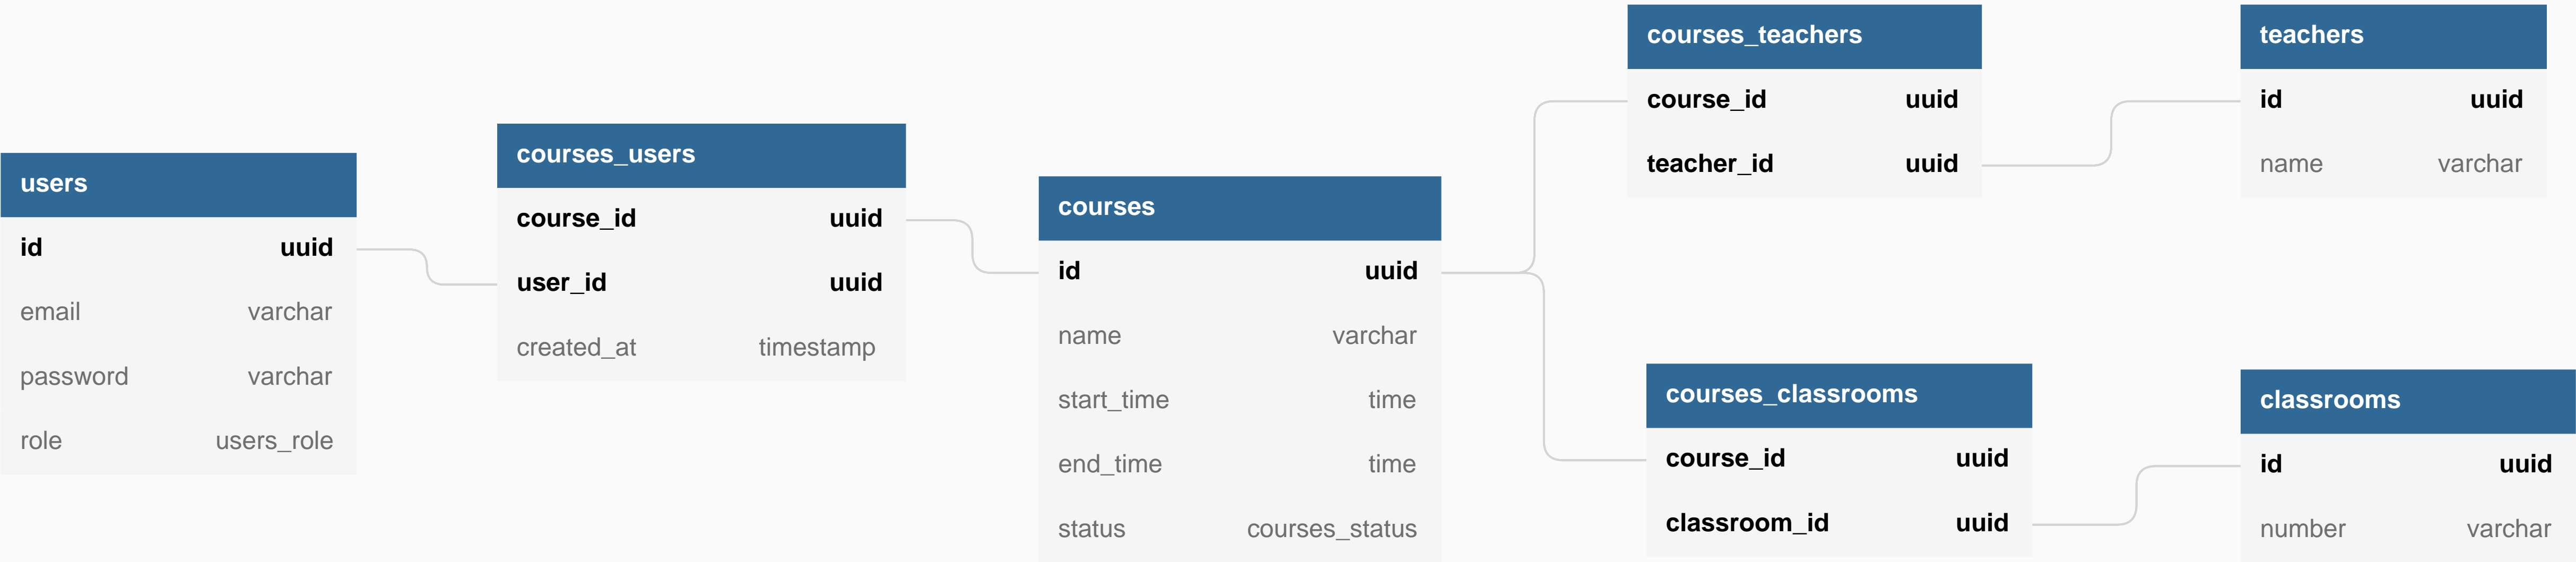 users
id uuid
email varchar
password varchar
role users_role
courses_users
course_id uuid
user_id uuid
created_at timestamp
courses
id uuid
name varchar
start_time time
end_time time
status courses_status
courses_teachers
course_id uuid
teacher_id uuid
teachers
id uuid
name varchar
courses_classrooms
course_id uuid
classroom_id uuid
classrooms
id uuid
number varchar